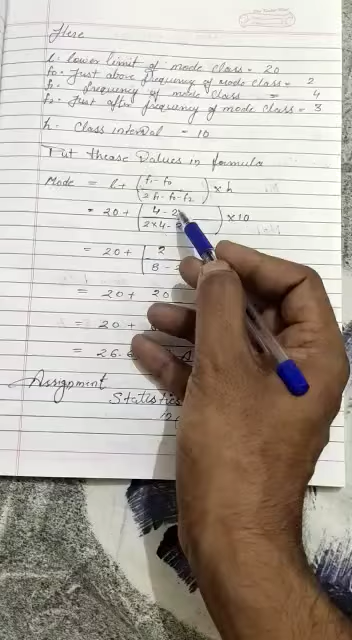 Here
l = lower limit of mode class = 20
f0 = Just above frequency of mode class = 2
f1 = frequency of mode class = 4
f2 = Just after frequency of mode class = 3
h = class interval = 10
Put these values in formula
Mode = l + (f1 - f0 / 2f1 - f0 - f2) × h
= 20 + (4 - 2 / 2×4 - 2) × 10
= 20 + (2 / 8 -
= 20 + 20
= 20 +
= 26.6
Assignment
Statistics